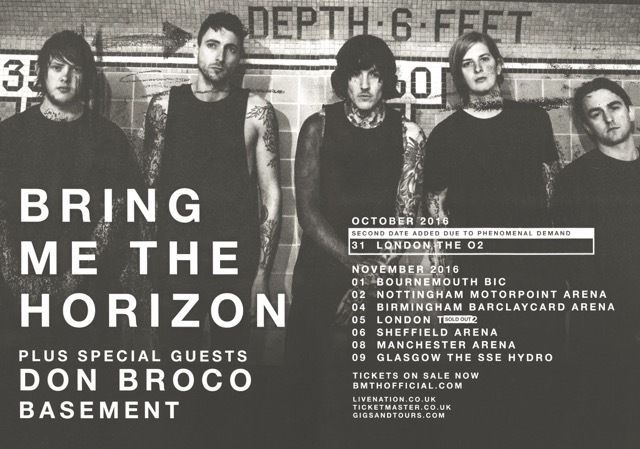 DEPTH·6·FEET
35
BRING
ME THE
HORIZON
PLUS SPECIAL GUESTS
DON BROCO
BASEMENT
OCTOBER 2016
SECOND DATE ADDED DUE TO PHENOMENAL DEMAND
31 LONDON THE O2
NOVEMBER 2016
01 BOURNEMOUTH BIC
02 NOTTINGHAM MOTORPOINT ARENA
04 BIRMINGHAM BARCLAYCARD ARENA
05 LONDON T SOLD OUT 2
06 SHEFFIELD ARENA
08 MANCHESTER ARENA
09 GLASGOW THE SSE HYDRO
TICKETS ON SALE NOW
BMTHOFFICIAL.COM
LIVENATION.CO.UK
TICKETMASTER.CO.UK
GIGSANDTOURS.COM